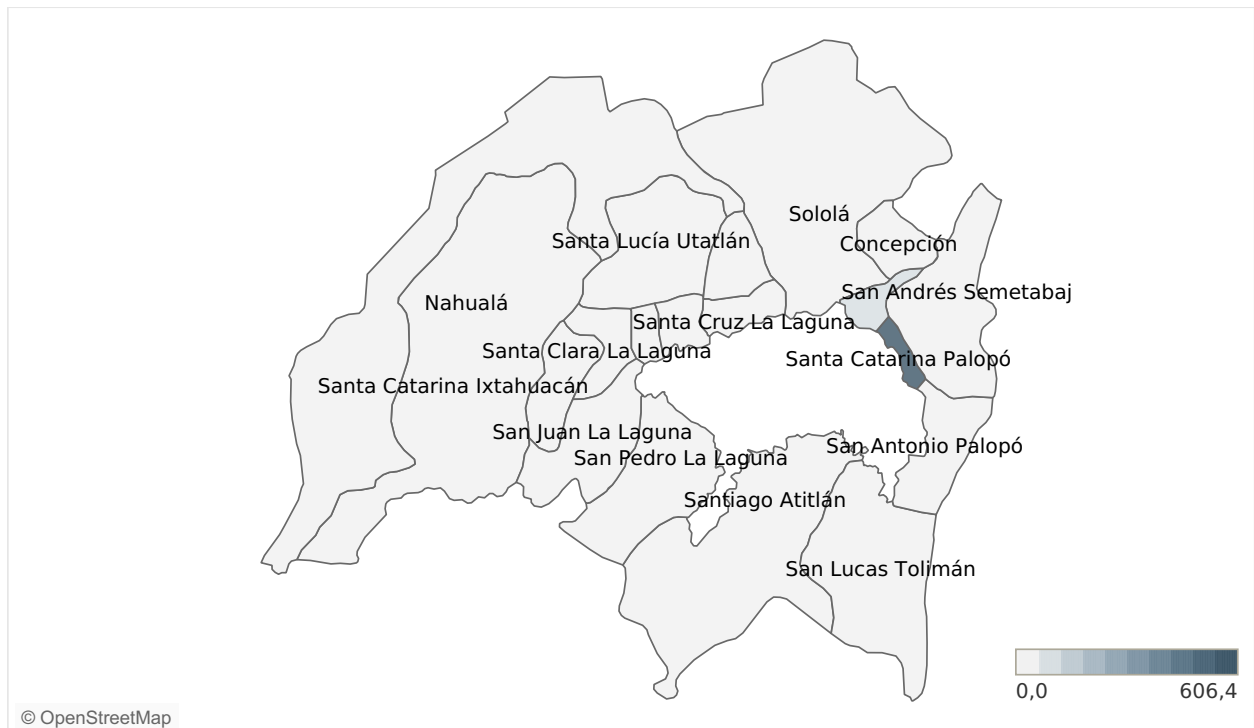 Sololá
Santa Lucía Utatlán
Concepción
San Andrés Semetabaj
Nahualá
Santa Cruz La Laguna
Santa Clara La Laguna
Santa Catarina Palopó
Santa Catarina Ixtahuacán
San Juan La Laguna
San Antonio Palopó
San Pedro La Laguna
Santiago Atitlán
San Lucas Tolimán
0,0 606,4
© OpenStreetMap